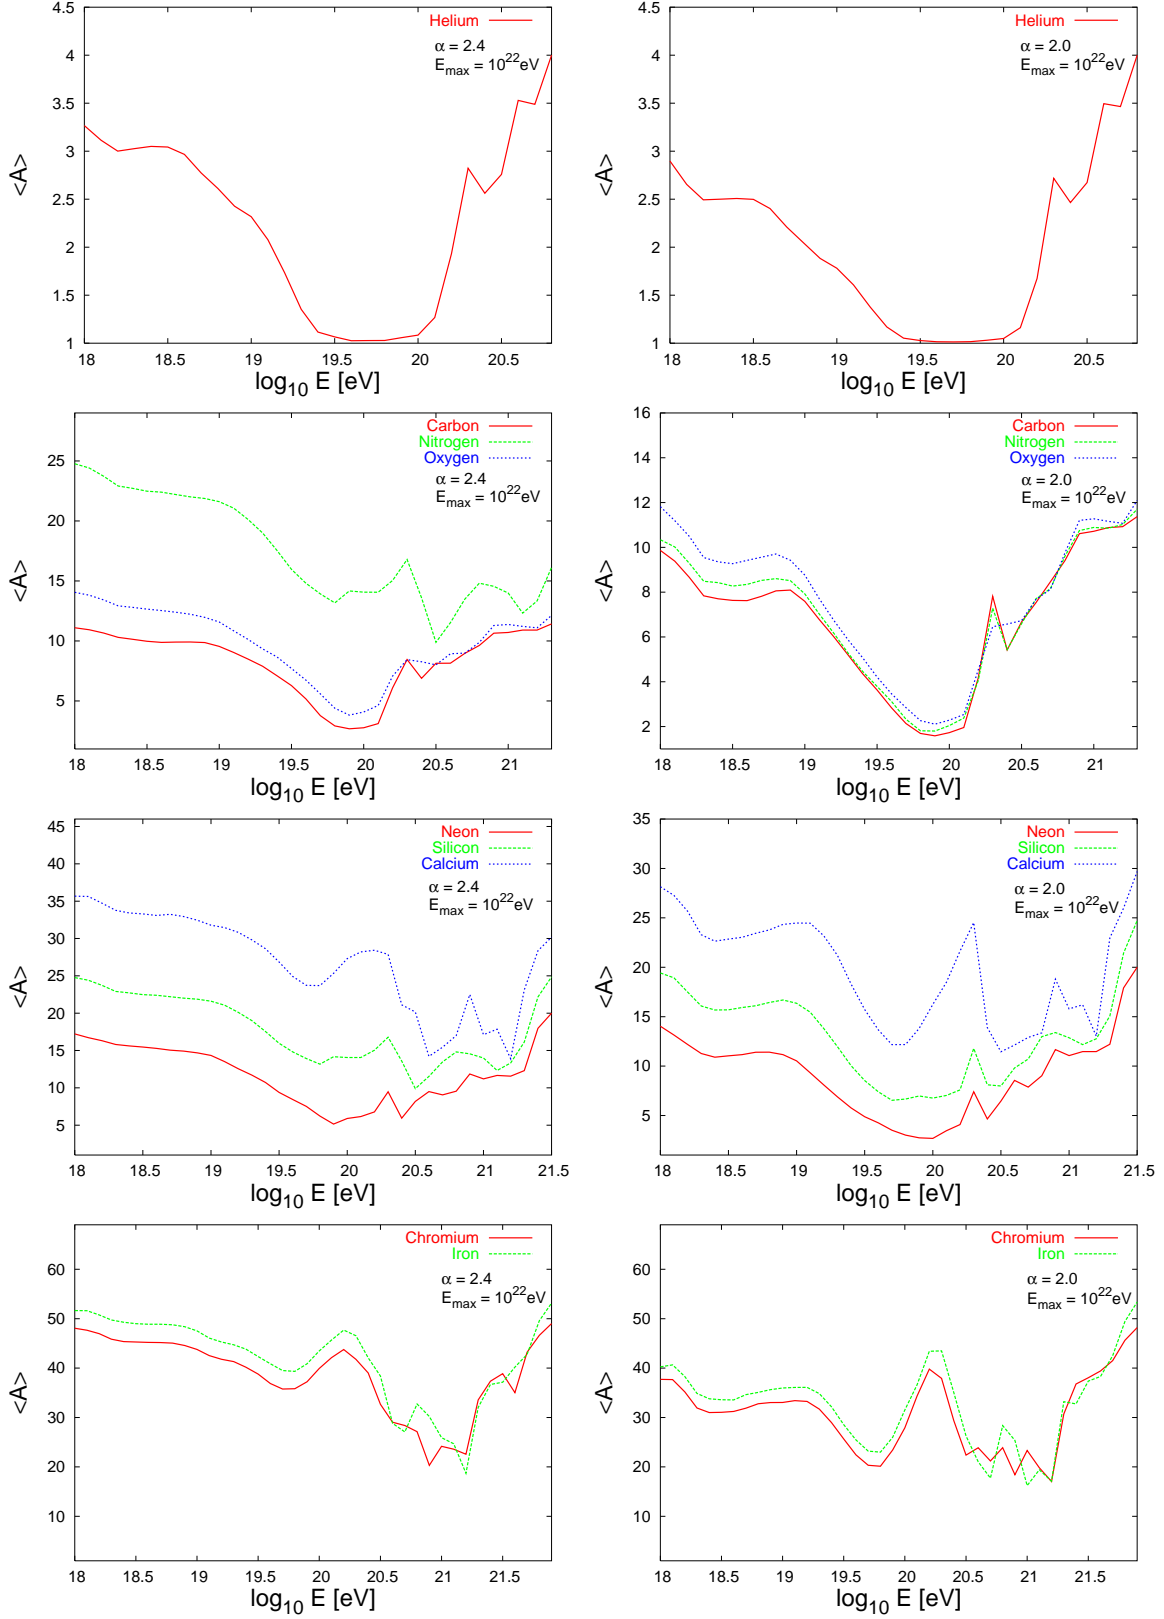 4.5
4
3.5
3
2.5
2
1.5
1
18 18.5 19 19.5 20 20.5
<A>
log10 E [eV]
Helium
α = 2.4
Emax = 10^22 eV
4.5
4
3.5
3
2.5
2
1.5
1
18 18.5 19 19.5 20 20.5
<A>
log10 E [eV]
Helium
α = 2.0
Emax = 10^22 eV
25
20
15
10
5
18 18.5 19 19.5 20 20.5 21
<A>
log10 E [eV]
Carbon
Nitrogen
Oxygen
α = 2.4
Emax = 10^22 eV
16
14
12
10
8
6
4
2
18 18.5 19 19.5 20 20.5 21
<A>
log10 E [eV]
Carbon
Nitrogen
Oxygen
α = 2.0
Emax = 10^22 eV
45
40
35
30
25
20
15
10
5
18 18.5 19 19.5 20 20.5 21 21.5
<A>
log10 E [eV]
Neon
Silicon
Calcium
α = 2.4
Emax = 10^22 eV
35
30
25
20
15
10
5
18 18.5 19 19.5 20 20.5 21 21.5
<A>
log10 E [eV]
Neon
Silicon
Calcium
α = 2.0
Emax = 10^22 eV
60
50
40
30
20
10
18 18.5 19 19.5 20 20.5 21 21.5
<A>
log10 E [eV]
Chromium
Iron
α = 2.4
Emax = 10^22 eV
60
50
40
30
20
10
18 18.5 19 19.5 20 20.5 21 21.5
<A>
log10 E [eV]
Chromium
Iron
α = 2.0
Emax = 10^22 eV